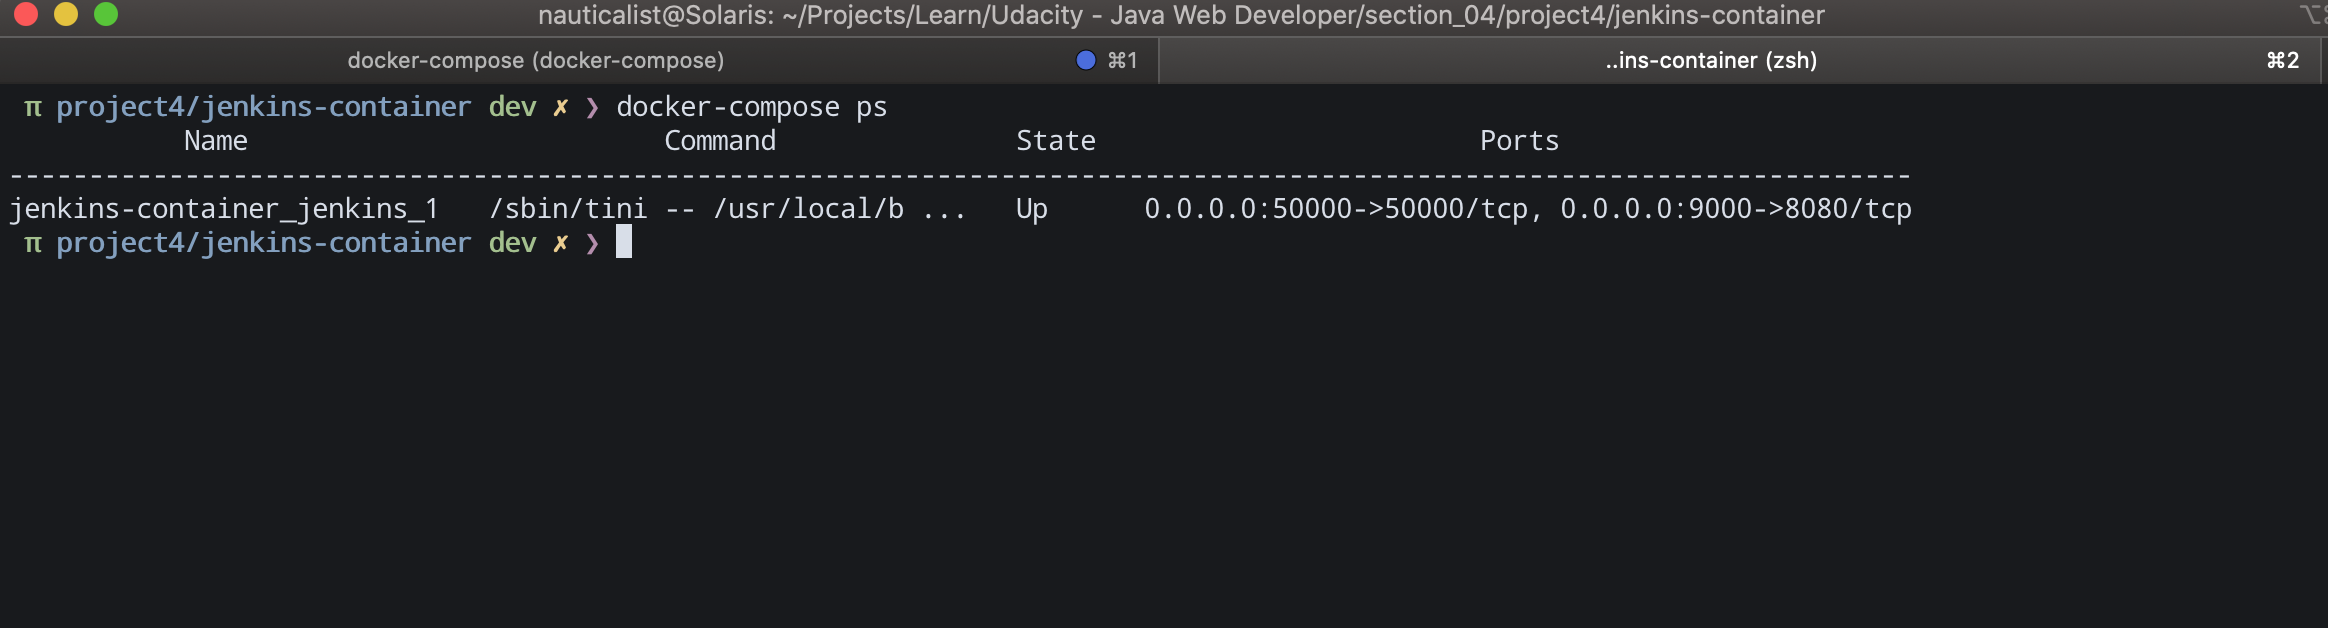 nauticalist@Solaris: ~/Projects/Learn/Udacity - Java Web Developer/section_04/project4/jenkins-container
docker-compose (docker-compose) ⌘1 ..ins-container (zsh) ⌘2
π project4/jenkins-container dev ✗ ❯ docker-compose ps
Name Command State Ports
-----------------------------------------------------------------------------------------------------------------------
jenkins-container_jenkins_1 /sbin/tini -- /usr/local/b ... Up 0.0.0.0:50000->50000/tcp, 0.0.0.0:9000->8080/tcp
π project4/jenkins-container dev ✗ ❯